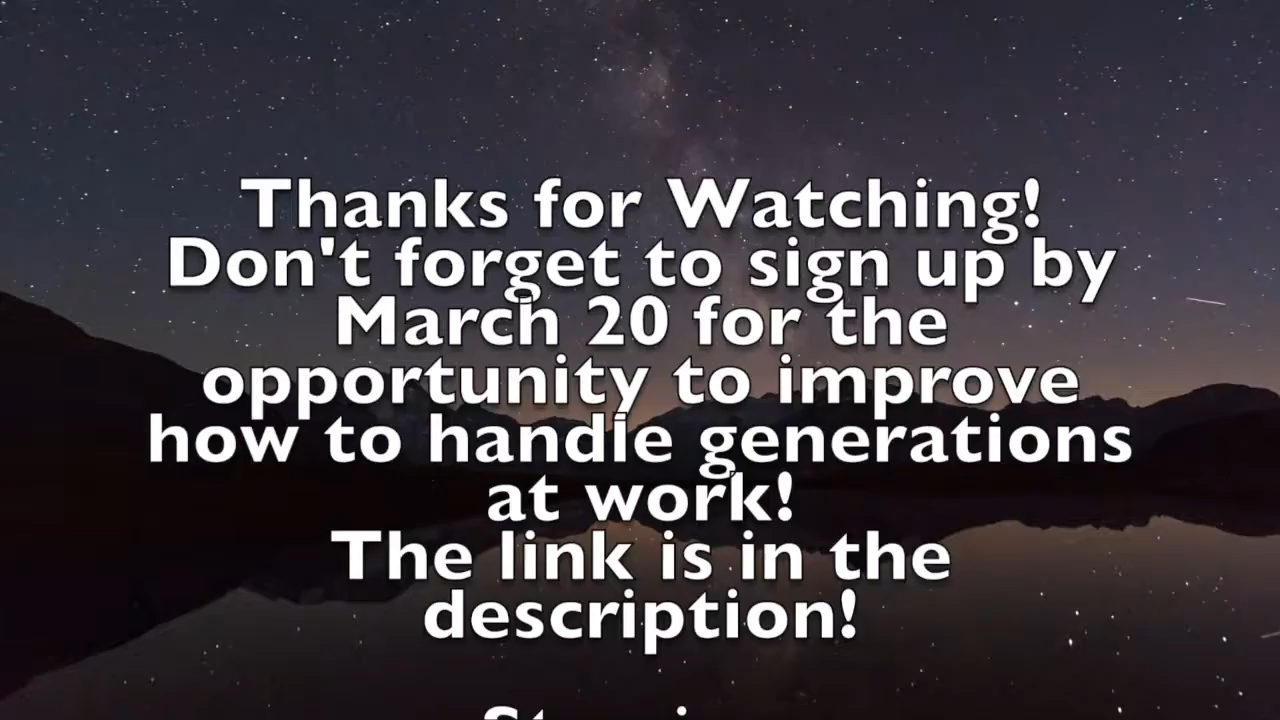 Thanks for Watching!
Don't forget to sign up by
March 20 for the
opportunity to improve
how to handle generations
at work!
The link is in the
description!